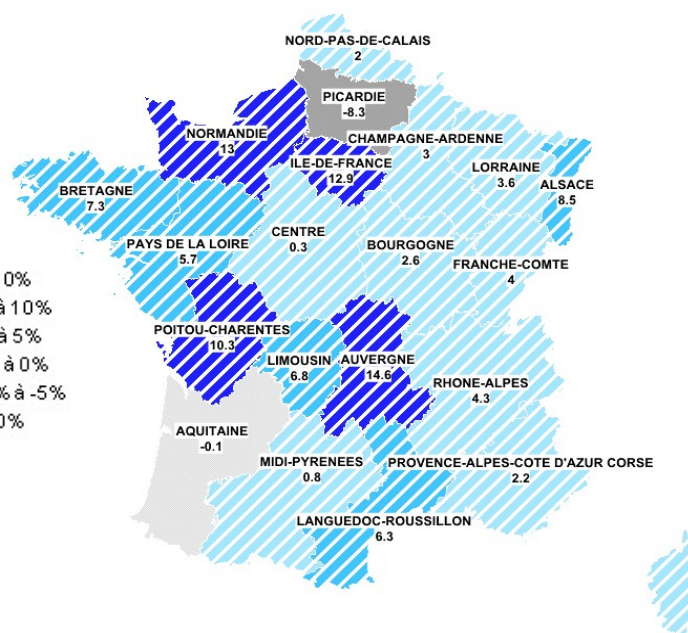 NORD-PAS-DE-CALAIS
2
PICARDIE
-8.3
NORMANDIE
13
CHAMPAGNE-ARDENNE
3
ILE-DE-FRANCE
12.9
LORRAINE
3.6
ALSACE
8.5
BRETAGNE
7.3
PAYS DE LA LOIRE
5.7
CENTRE
0.3
BOURGOGNE
2.6
FRANCHE-COMTE
4
0%
à 10%
à 5%
à 0%
% à -5%
0%
POITOU-CHARENTES
10.3
LIMOUSIN
6.8
AUVERGNE
14.6
RHONE-ALPES
4.3
AQUITAINE
-0.1
MIDI-PYRENEES
0.8
PROVENCE-ALPES-COTE D'AZUR CORSE
2.2
LANGUEDOC-ROUSSILLON
6.3